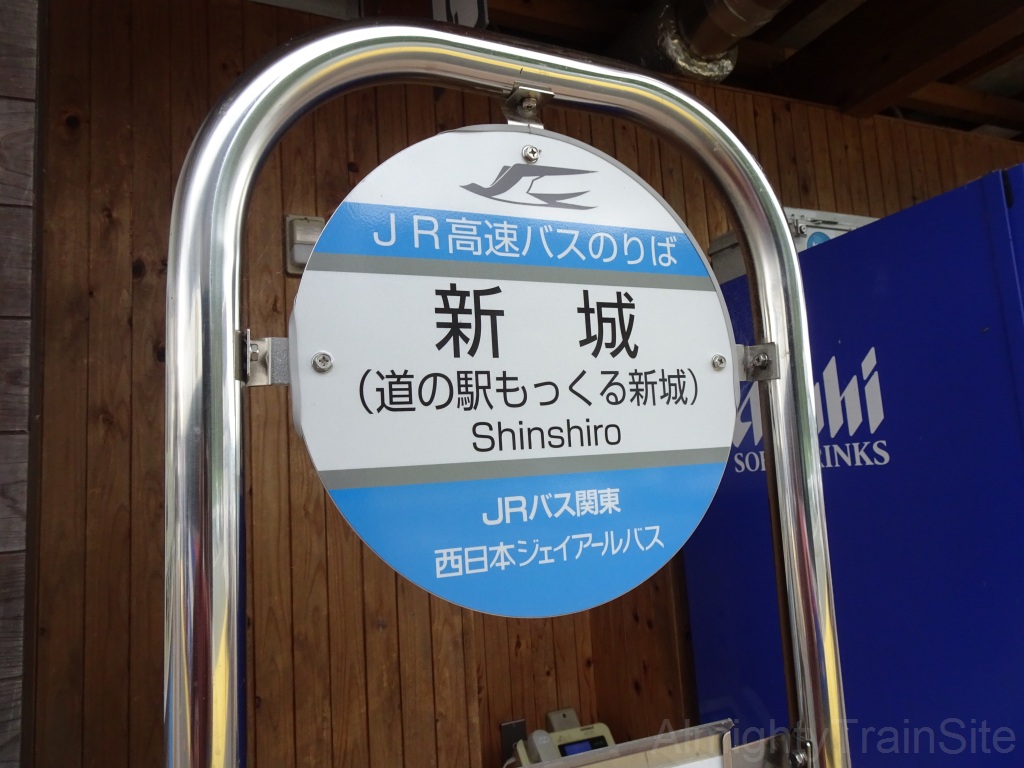 JR高速バスのりば
新城
(道の駅もっくる新城)
Shinshiro
JRバス関東
西日本ジェイアールバス
Asahi
SOFT DRINKS
AlmightyTrainSite